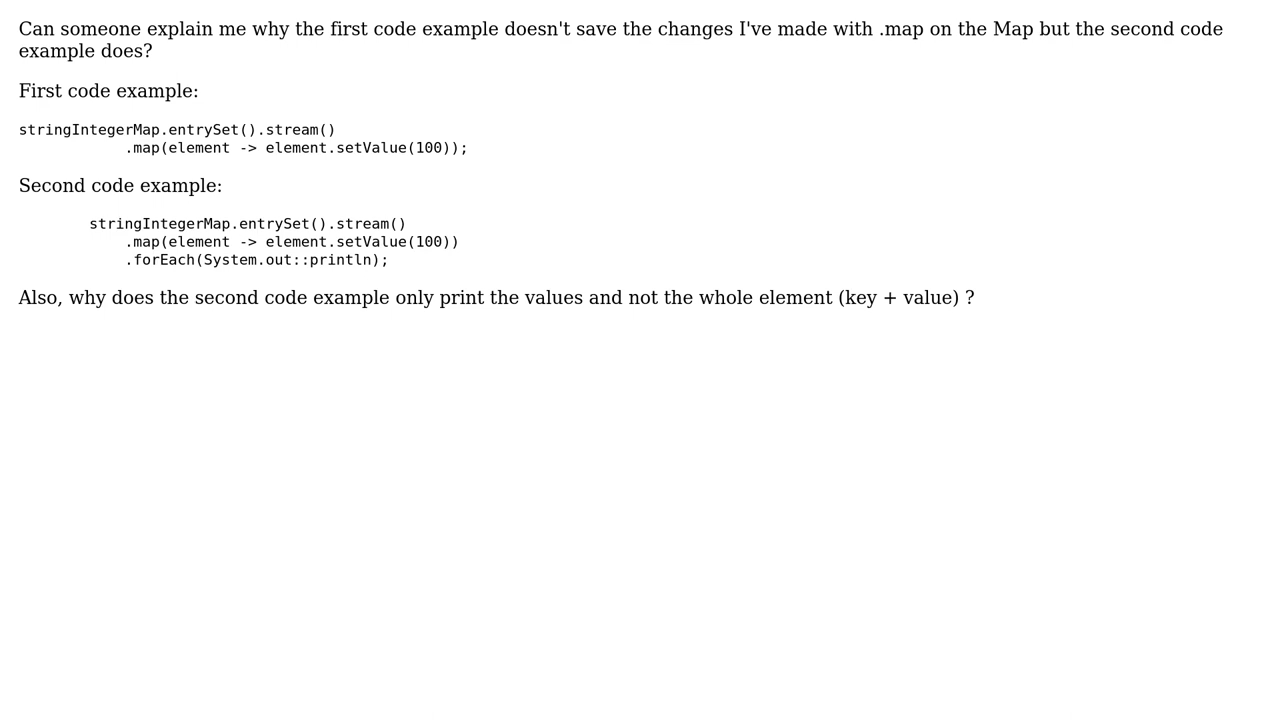 Can someone explain me why the first code example doesn't save the changes I've made with .map on the Map but the second code
example does?
First code example:
stringIntegerMap.entrySet().stream()
            .map(element -> element.setValue(100));
Second code example:
        stringIntegerMap.entrySet().stream()
            .map(element -> element.setValue(100))
            .forEach(System.out::println);
Also, why does the second code example only print the values and not the whole element (key + value) ?